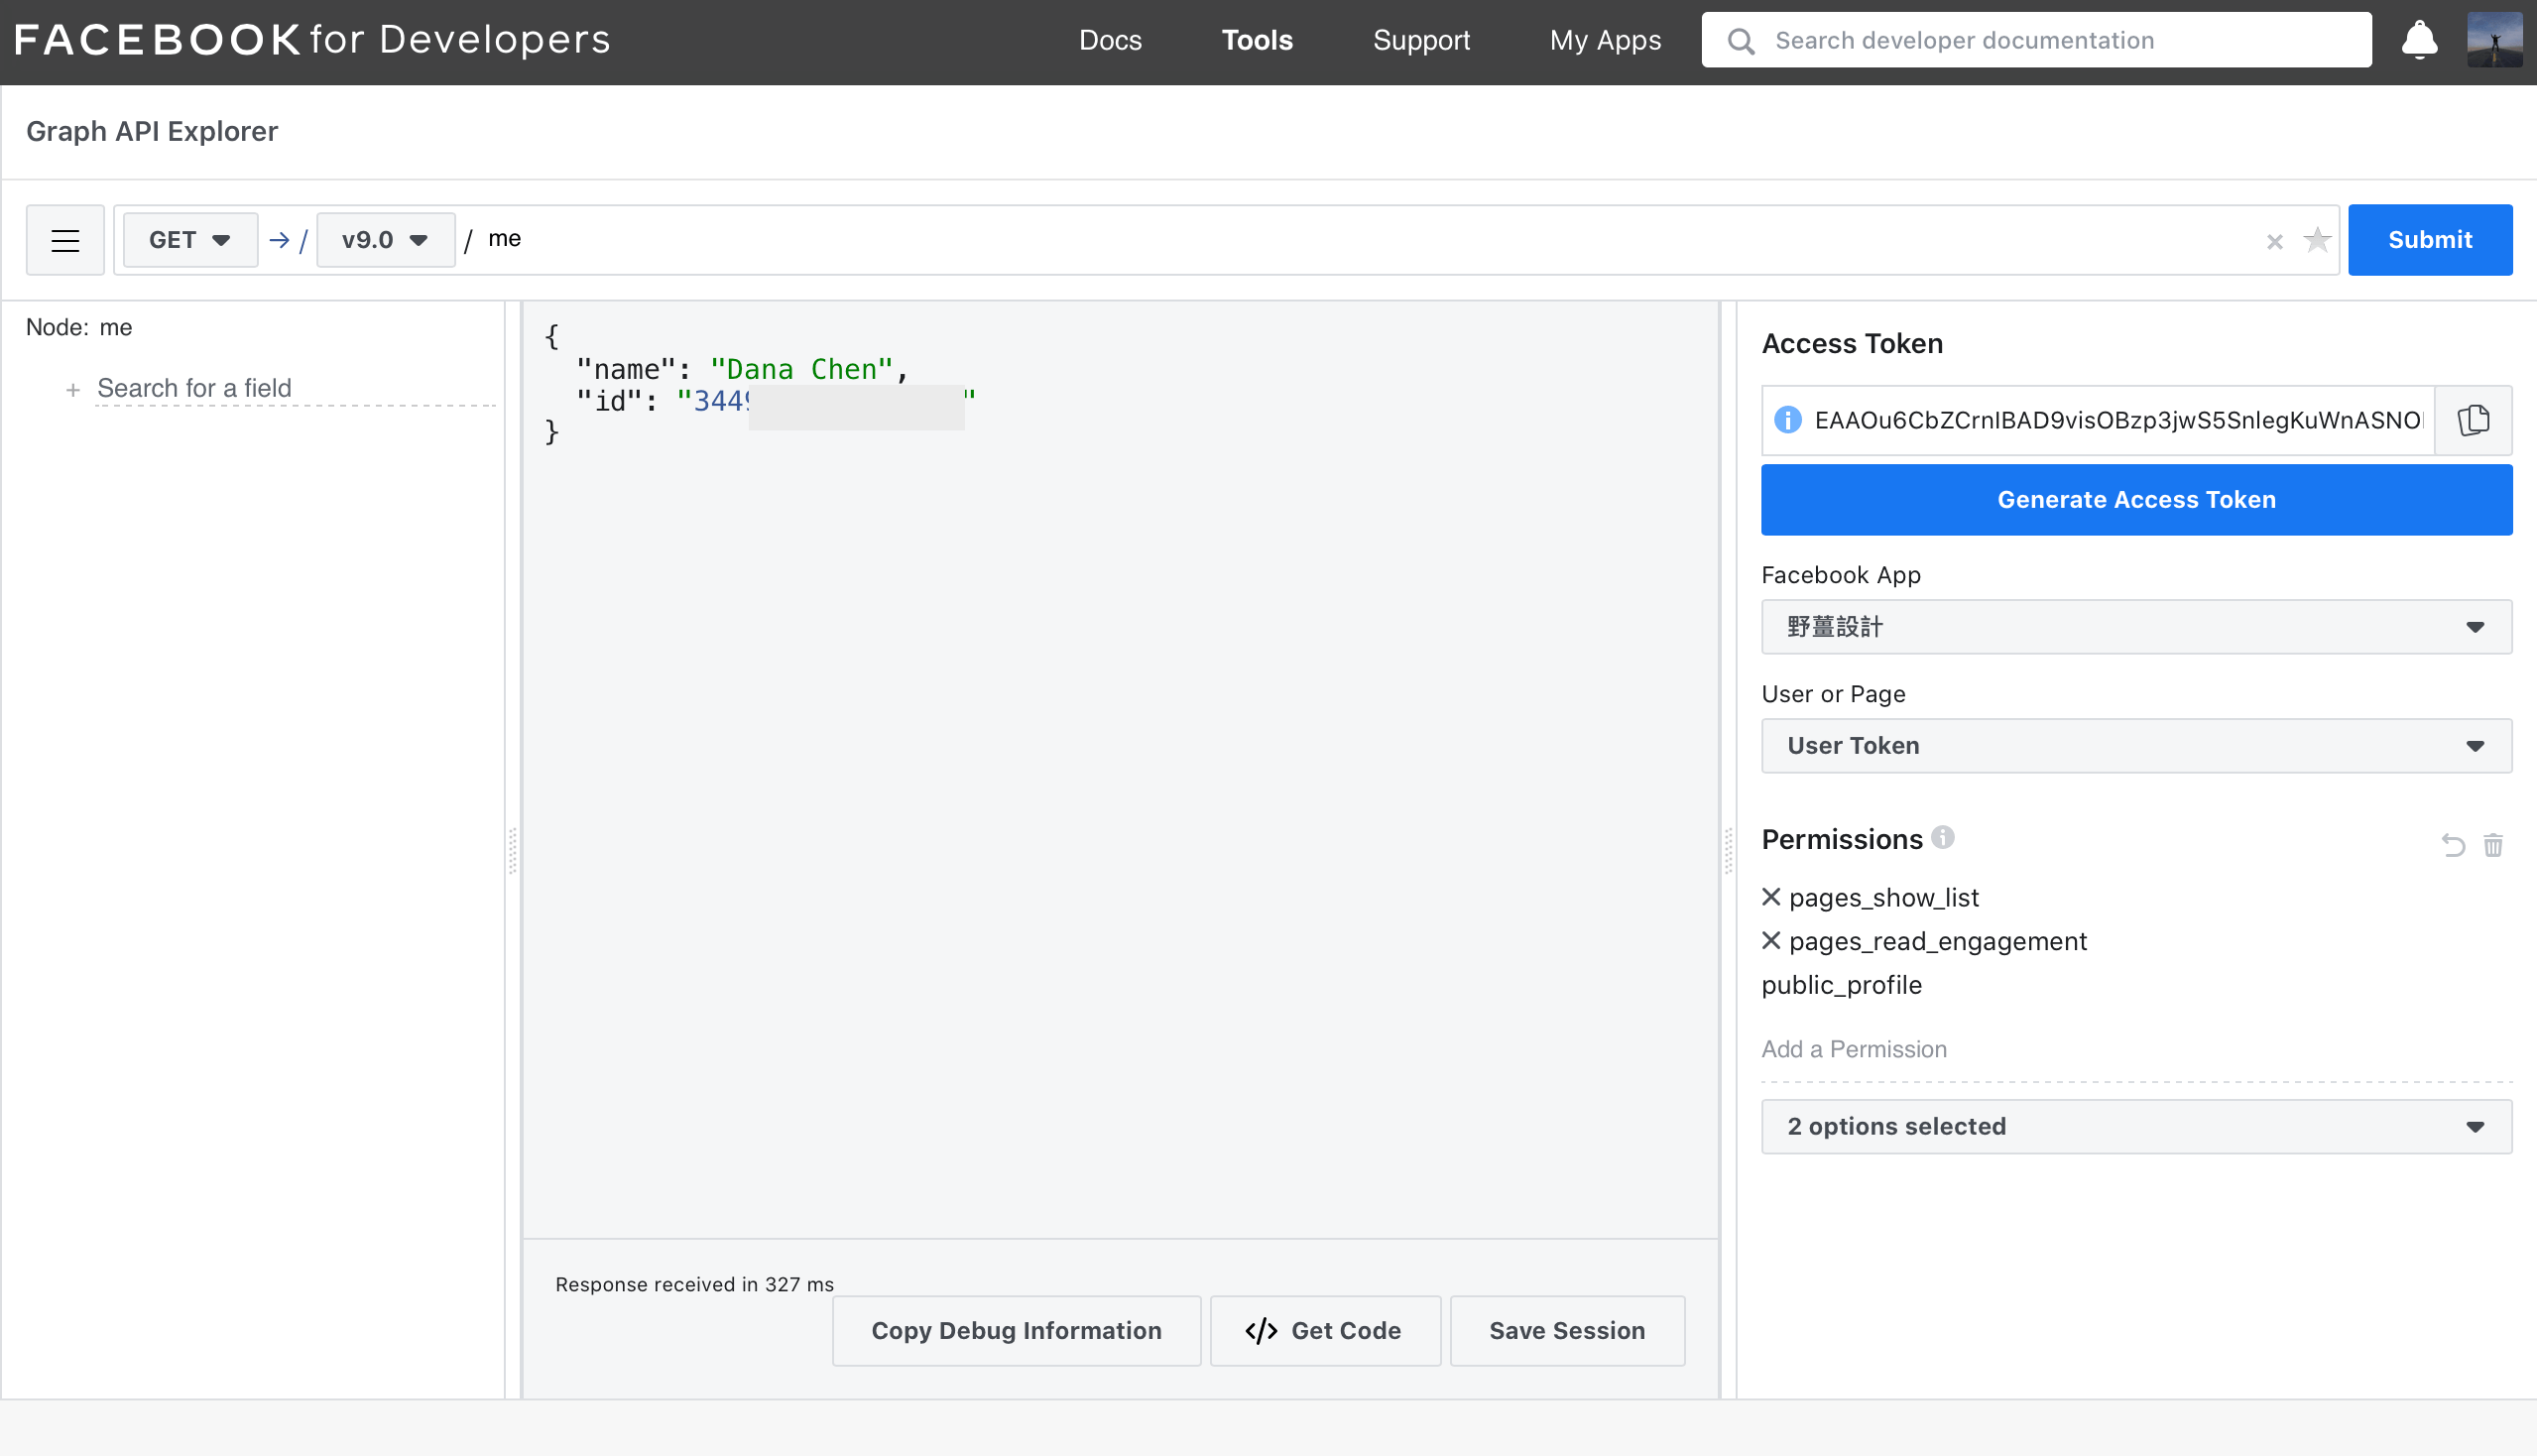 FACEBOOK for Developers
Docs
Tools
Support
My Apps
Search developer documentation
Graph API Explorer
GET
→ /
v9.0
/ me
Submit
Node: me
+ Search for a field
{
"name": "Dana Chen",
"id": "3449 "
}
Response received in 327 ms
Copy Debug Information
</> Get Code
Save Session
Access Token
EAAOu6CbZCrnIBAD9visOBzp3jwS5SnlegKuWnASNO
Generate Access Token
Facebook App
野薑設計
User or Page
User Token
Permissions
pages_show_list
pages_read_engagement
public_profile
Add a Permission
2 options selected